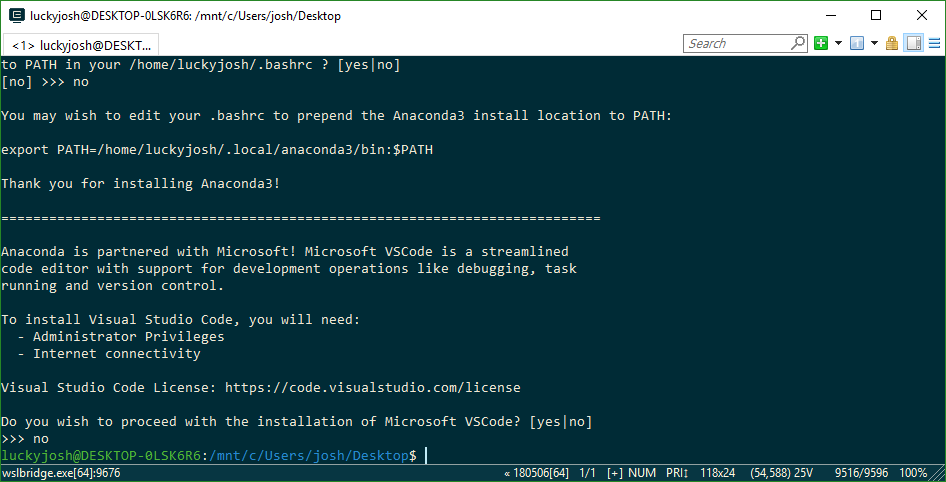 luckyjosh@DESKTOP-0LSK6R6: /mnt/c/Users/josh/Desktop
<1> luckyjosh@DESKT...
Search
to PATH in your /home/luckyjosh/.bashrc ? [yes|no]
[no] >>> no
You may wish to edit your .bashrc to prepend the Anaconda3 install location to PATH:
export PATH=/home/luckyjosh/.local/anaconda3/bin:$PATH
Thank you for installing Anaconda3!
===========================================================================
Anaconda is partnered with Microsoft! Microsoft VSCode is a streamlined
code editor with support for development operations like debugging, task
running and version control.
To install Visual Studio Code, you will need:
- Administrator Privileges
- Internet connectivity
Visual Studio Code License: https://code.visualstudio.com/license
Do you wish to proceed with the installation of Microsoft VSCode? [yes|no]
>>> no
luckyjosh@DESKTOP-0LSK6R6:/mnt/c/Users/josh/Desktop$
wslbridge.exe[64]:9676 « 180506[64] 1/1 [+] NUM PRI↕ 118x24 (54,588) 25V 9516/9596 100%